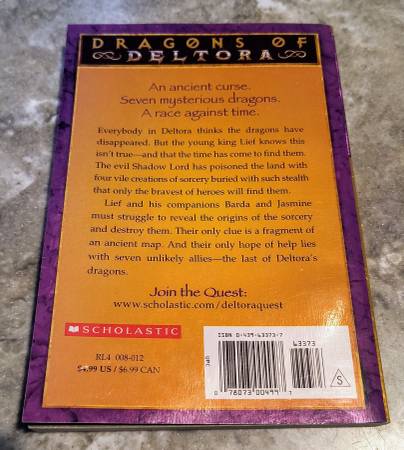 DRAGONS OF
DELTORA
An ancient curse.
Seven mysterious dragons.
A race against time.
Everybody in Deltora thinks the dragons have
disappeared. But the young king Lief knows this
isn't true—and that the time has come to find them.
The evil Shadow Lord has poisoned the land with
four vile creations of sorcery buried with such stealth
that only the bravest of heroes will find them.
Lief and his companions Barda and Jasmine
must struggle to reveal the origins of the sorcery
and destroy them. Their only clue is a fragment of
an ancient map. And their only hope of help lies
with seven unlikely allies—the last of Deltora's
dragons.
Join the Quest:
www.scholastic.com/deltoraquest
SCHOLASTIC
RL4 008-012
$4.99 US / $6.99 CAN
ISBN 0-439-63373-7
63373
UPC
0 78073 00499 7
S